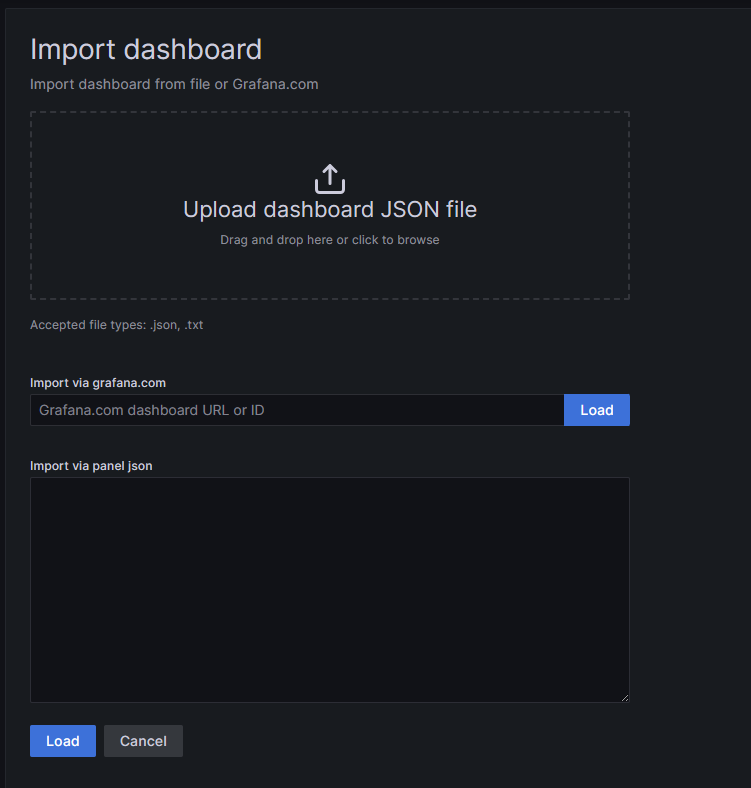 Import dashboard
Import dashboard from file or Grafana.com
Upload dashboard JSON file
Drag and drop here or click to browse
Accepted file types: .json, .txt
Import via grafana.com
Grafana.com dashboard URL or ID
Load
Import via panel json
Load
Cancel